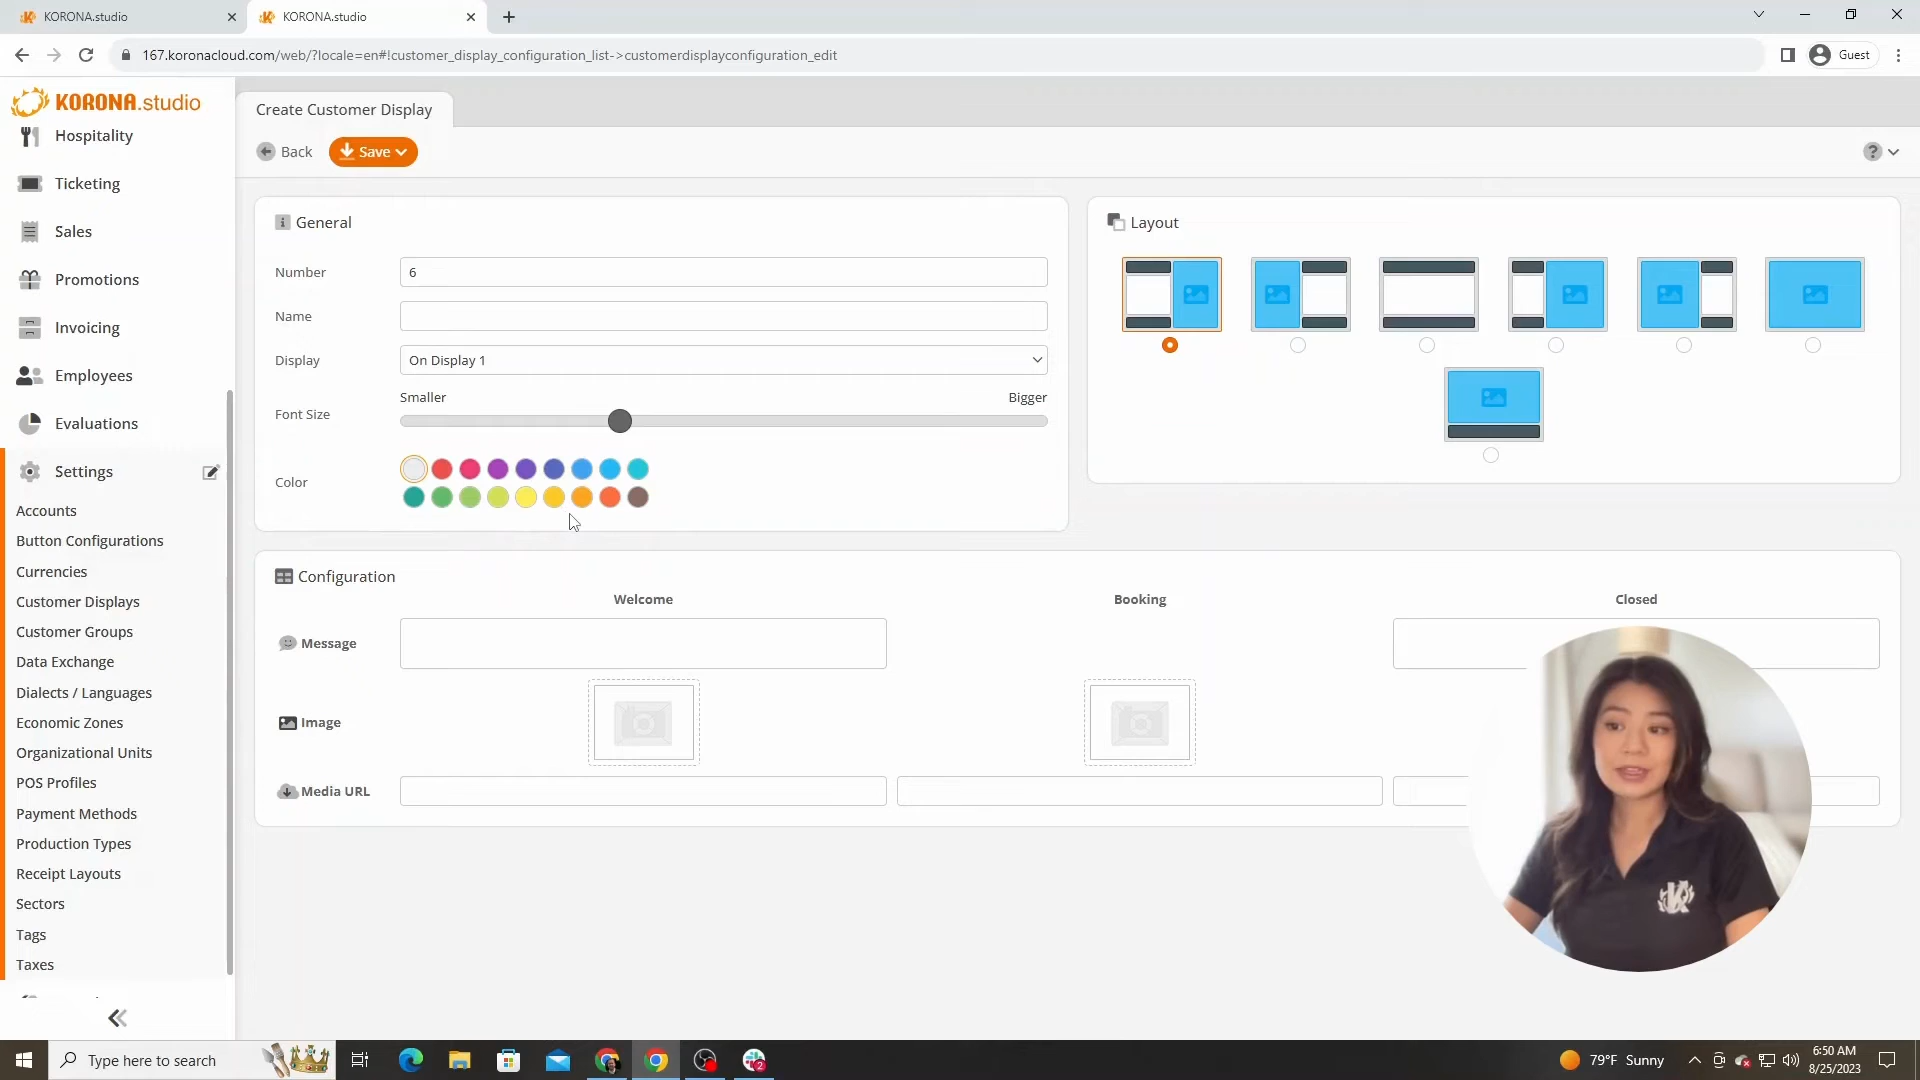 KORONA.studio
KORONA.studio
167.koronacloud.com/web/?locale=en#!customer_display_configuration_list->customerdisplayconfiguration_edit
Guest
KORONA.studio
Hospitality
Ticketing
Sales
Promotions
Invoicing
Employees
Evaluations
Settings
Accounts
Button Configurations
Currencies
Customer Displays
Customer Groups
Data Exchange
Dialects / Languages
Economic Zones
Organizational Units
POS Profiles
Payment Methods
Production Types
Receipt Layouts
Sectors
Tags
Taxes
Create Customer Display
Back
Save
?
General
Number
6
Name
Display
On Display 1
Font Size
Smaller
Bigger
Color
Layout
Configuration
Welcome
Booking
Closed
Message
Image
Media URL
Type here to search
2
79°F Sunny
6:50 AM
8/25/2023